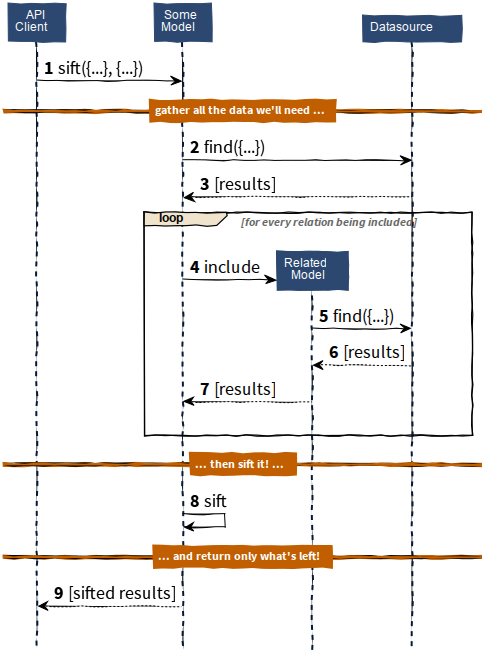 API
Client
Some
Model
Datasource
1 sift({...}, {...})
gather all the data we'll need ...
2 find({...})
3 [results]
loop
[for every relation being included]
4 include
Related
Model
5 find({...})
6 [results]
7 [results]
... then sift it! ...
8 sift
... and return only what's left!
9 [sifted results]